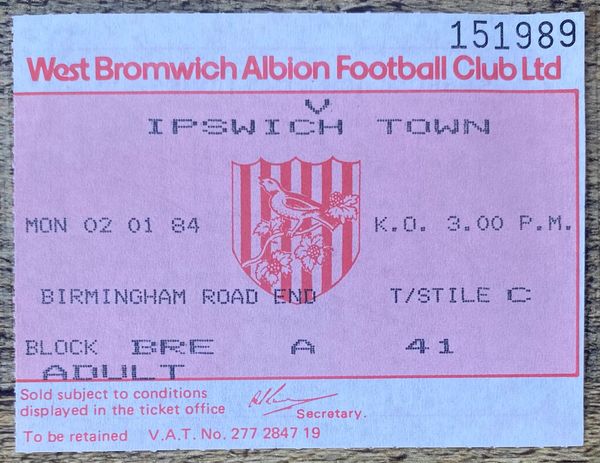 151989
West Bromwich Albion Football Club Ltd
V
IPSWICH TOWN
MON 02 01 84 K.O. 3.00 P.M.
BIRMINGHAM ROAD END T/STILE C
BLOCK BRE A 41
ADULT
Sold subject to conditions
displayed in the ticket office
Secretary.
To be retained V.A.T. No. 277 2847 19